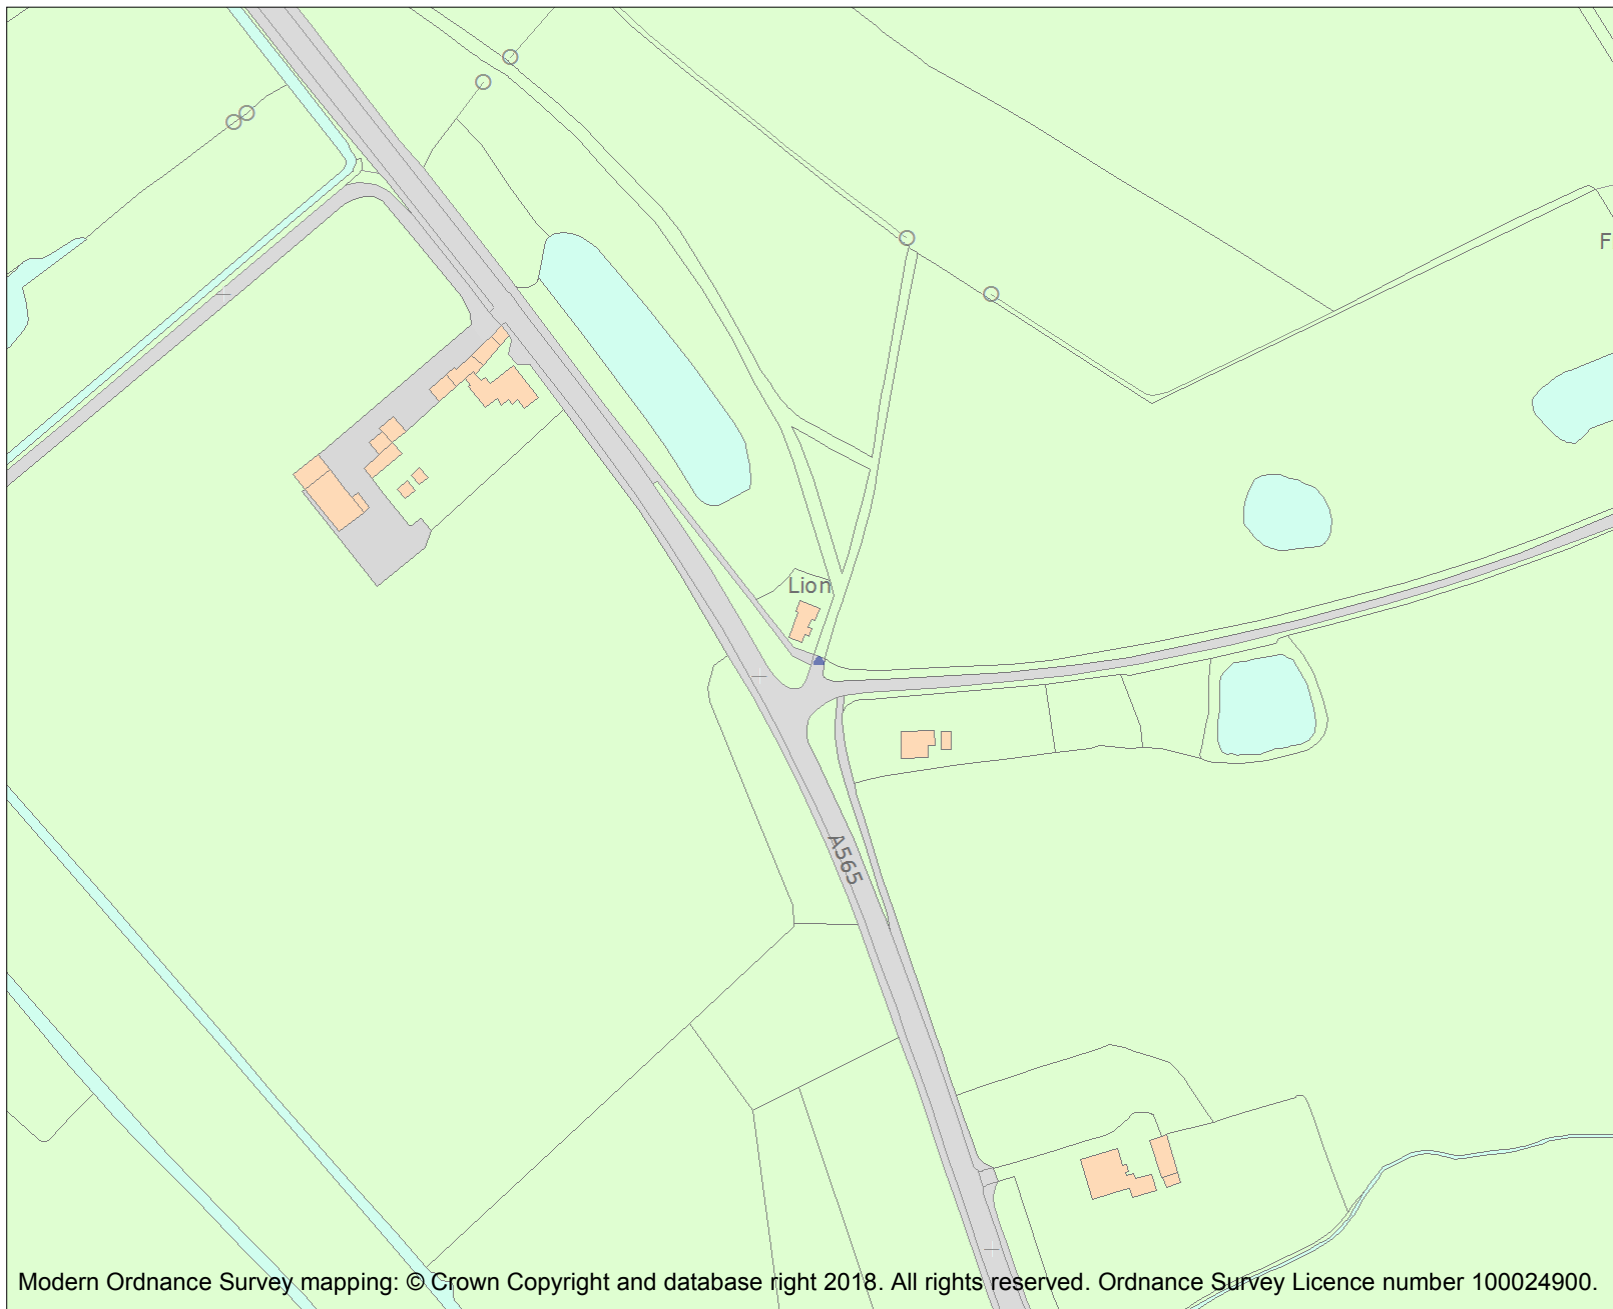 F
Lion
A565
Modern Ordnance Survey mapping: © Crown Copyright and database right 2018. All rights reserved. Ordnance Survey Licence number 100024900.